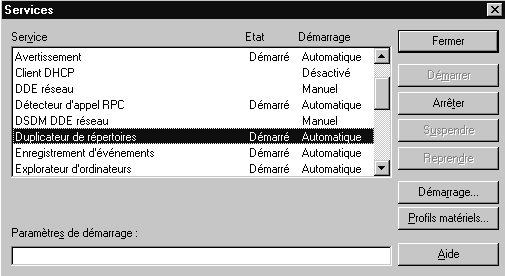 Services
Service Etat Démarrage
Avertissement Démarré Automatique
Client DHCP Désactivé
DDE réseau Manuel
Détecteur d'appel RPC Démarré Automatique
DSDM DDE réseau Manuel
Duplicateur de répertoires Démarré Automatique
Enregistrement d'événements Démarré Automatique
Explorateur d'ordinateurs Démarré Automatique
Paramètres de démarrage :
Fermer
Démarrer
Arrêter
Suspendre
Reprendre
Démarrage...
Profils matériels...
Aide